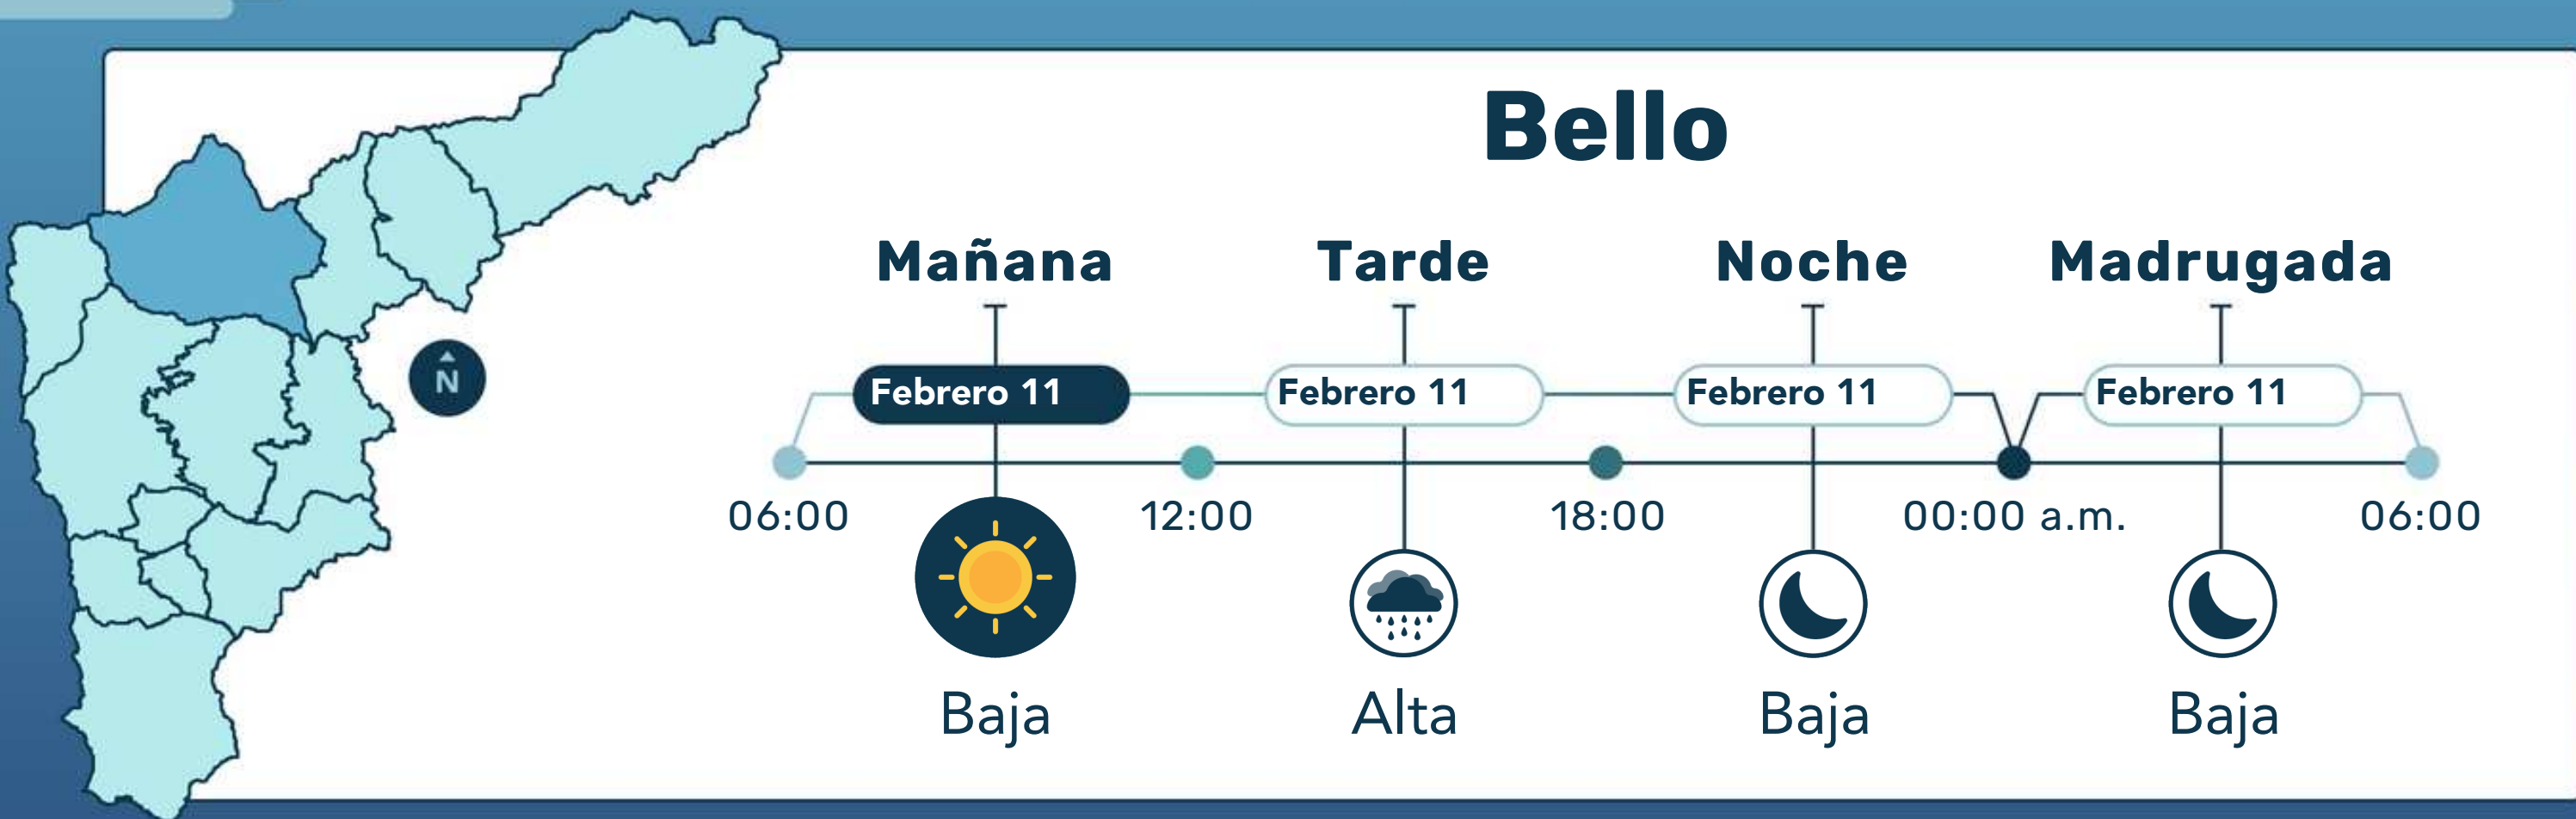 Bello
Mañana Tarde Noche Madrugada
Febrero 11 Febrero 11 Febrero 11 Febrero 11
N
06:00 12:00 18:00 00:00 a.m. 06:00
Baja Alta Baja Baja